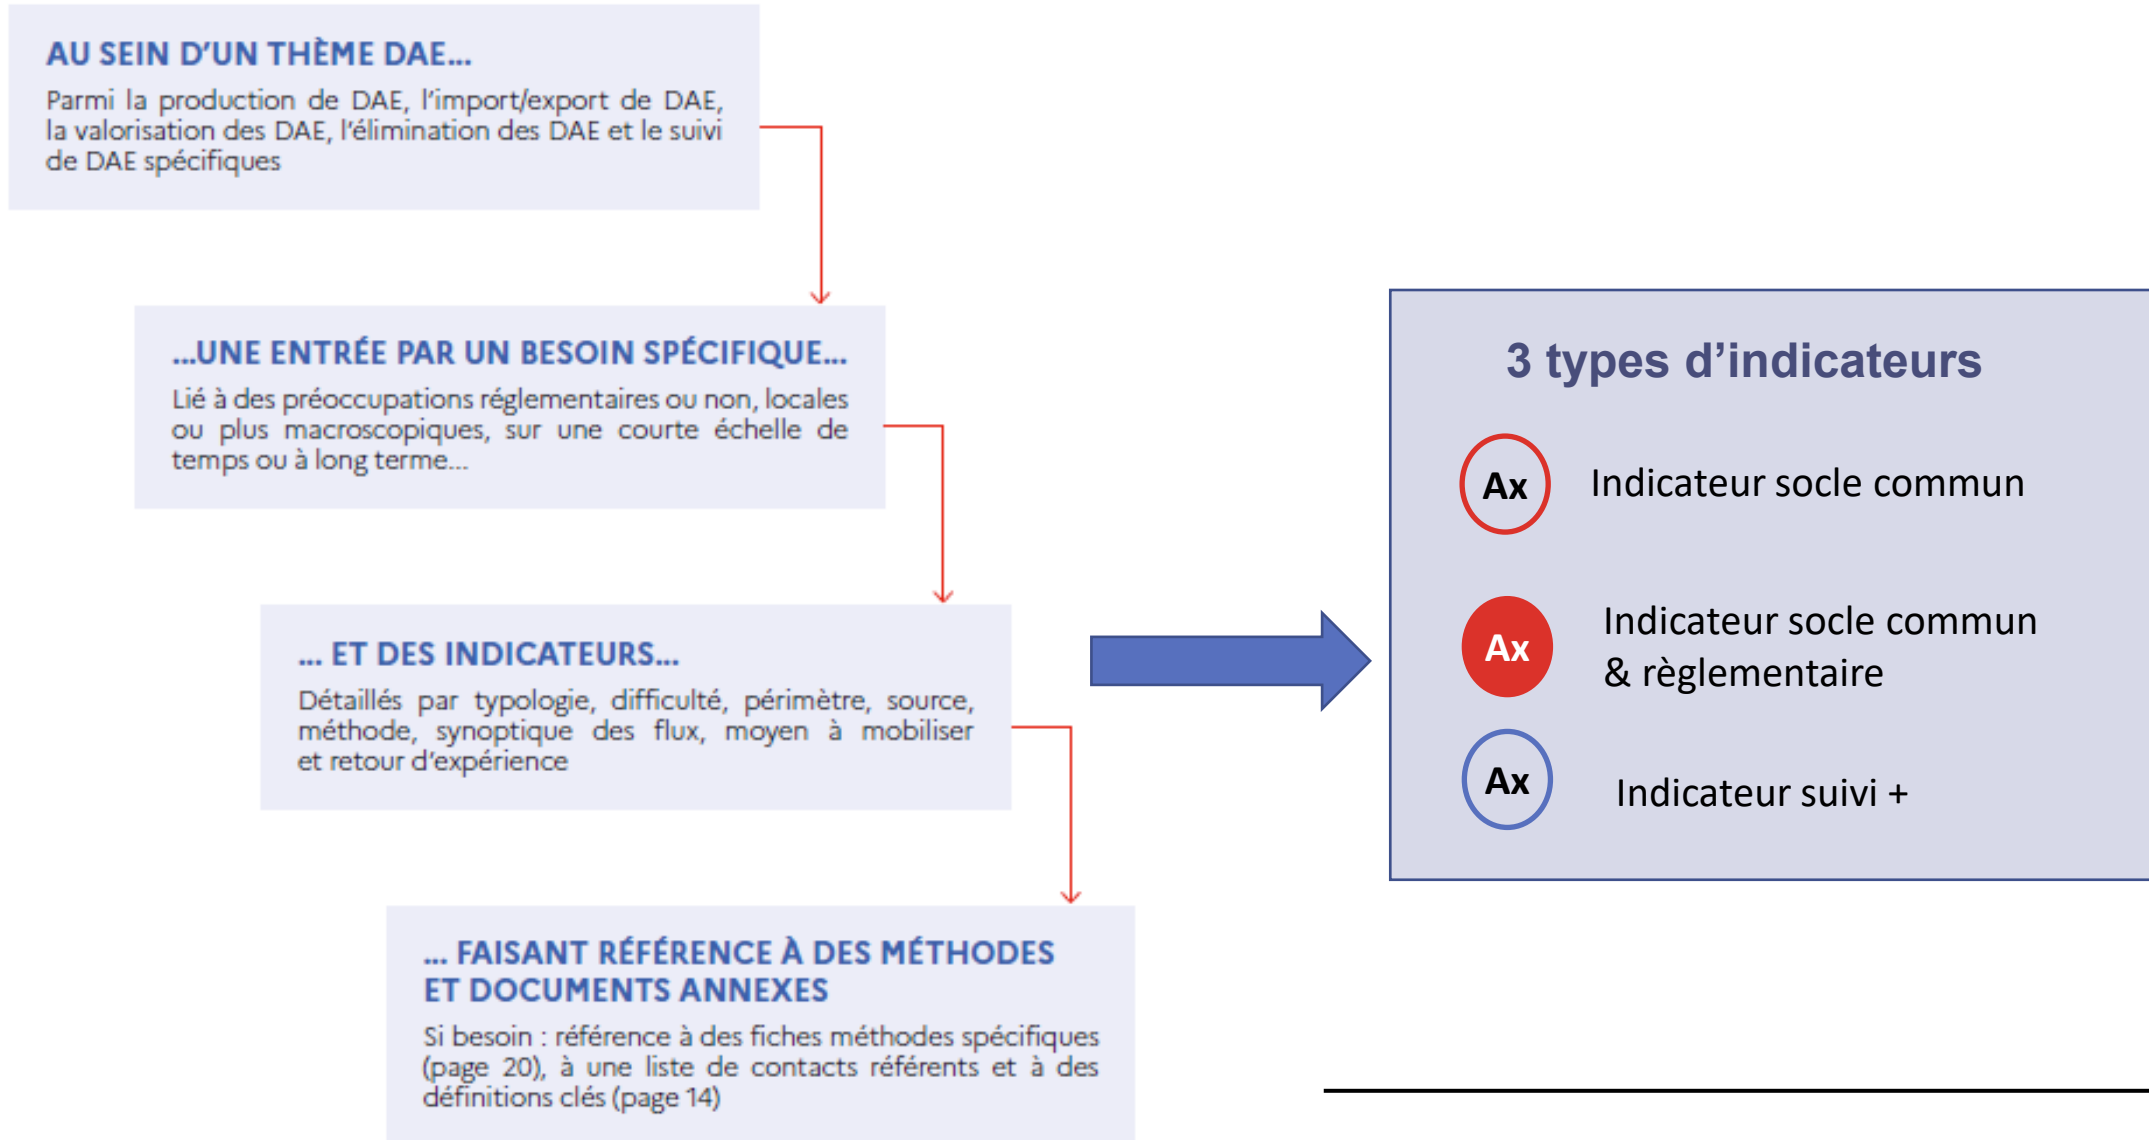 AU SEIN D’UN THÈME DAE...
Parmi la production de DAE, l’import/export de DAE,
la valorisation des DAE, l’élimination des DAE et le suivi
de DAE spécifiques
...UNE ENTRÉE PAR UN BESOIN SPÉCIFIQUE...
Lié à des préoccupations réglementaires ou non, locales
ou plus macroscopiques, sur une courte échelle de
temps ou à long terme...
... ET DES INDICATEURS...
Détaillés par typologie, difficulté, périmètre, source,
méthode, synoptique des flux, moyen à mobiliser
et retour d’expérience
... FAISANT RÉFÉRENCE À DES MÉTHODES
ET DOCUMENTS ANNEXES
Si besoin : référence à des fiches méthodes spécifiques
(page 20), à une liste de contacts référents et à des
définitions clés (page 14)
3 types d’indicateurs
Ax Indicateur socle commun
Ax Indicateur socle commun
& règlementaire
Ax Indicateur suivi +